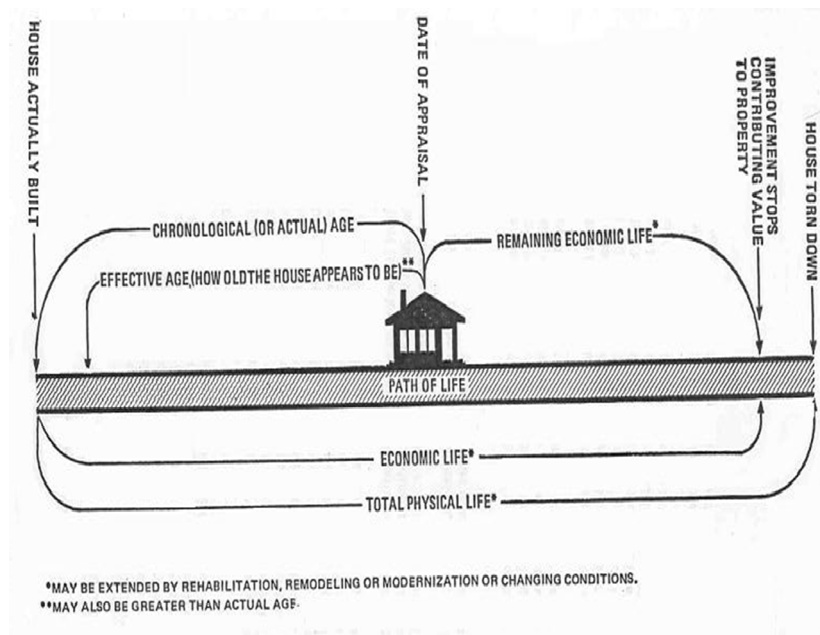 HOUSE ACTUALLY BUILT
DATE OF APPRAISAL
IMPROVEMENT STOPS
CONTRIBUTING VALUE
TO PROPERTY
HOUSE TORN DOWN
CHRONOLOGICAL (OR ACTUAL) AGE
REMAINING ECONOMIC LIFE*
EFFECTIVE AGE,(HOW OLD THE HOUSE APPEARS TO BE)**
PATH OF LIFE
ECONOMIC LIFE*
TOTAL PHYSICAL LIFE*
*MAY BE EXTENDED BY REHABILITATION, REMODELING OR MODERNIZATION OR CHANGING CONDITIONS.
**MAY ALSO BE GREATER THAN ACTUAL AGE.